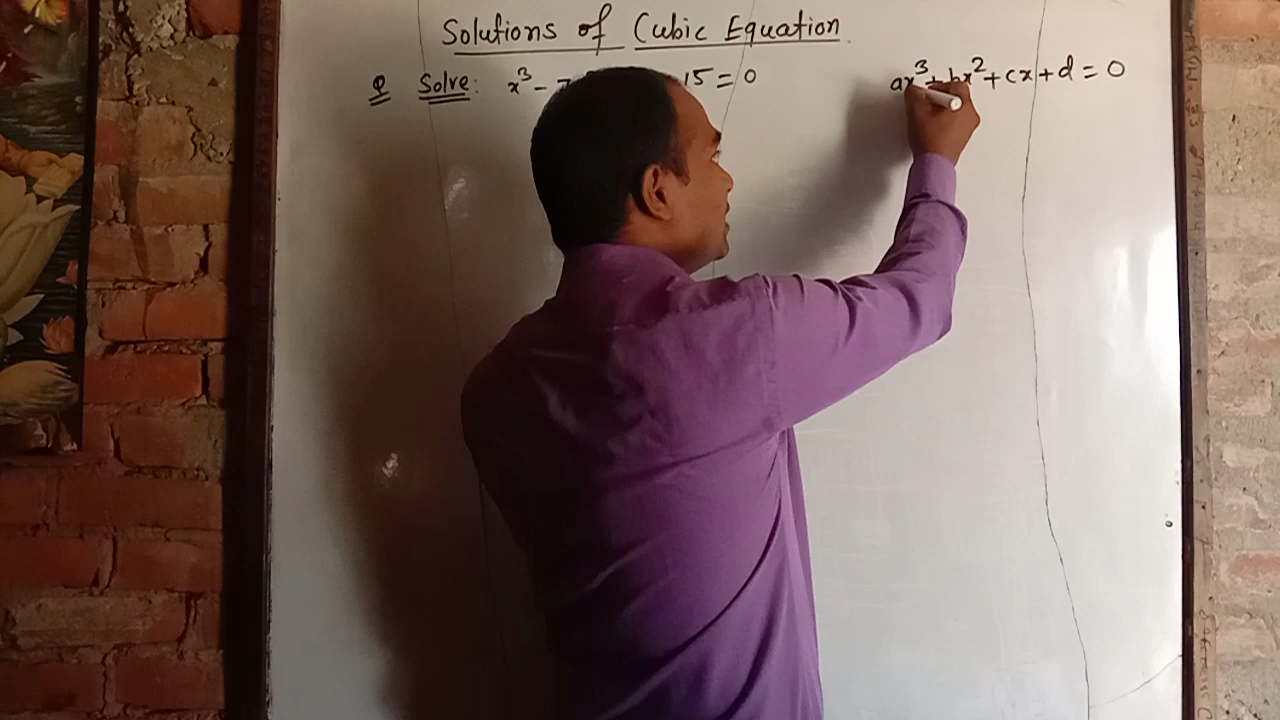 Solutions of Cubic Equation
Q Solve: x³ - 7 15 = 0
ax³ + bx² + cx + d = 0